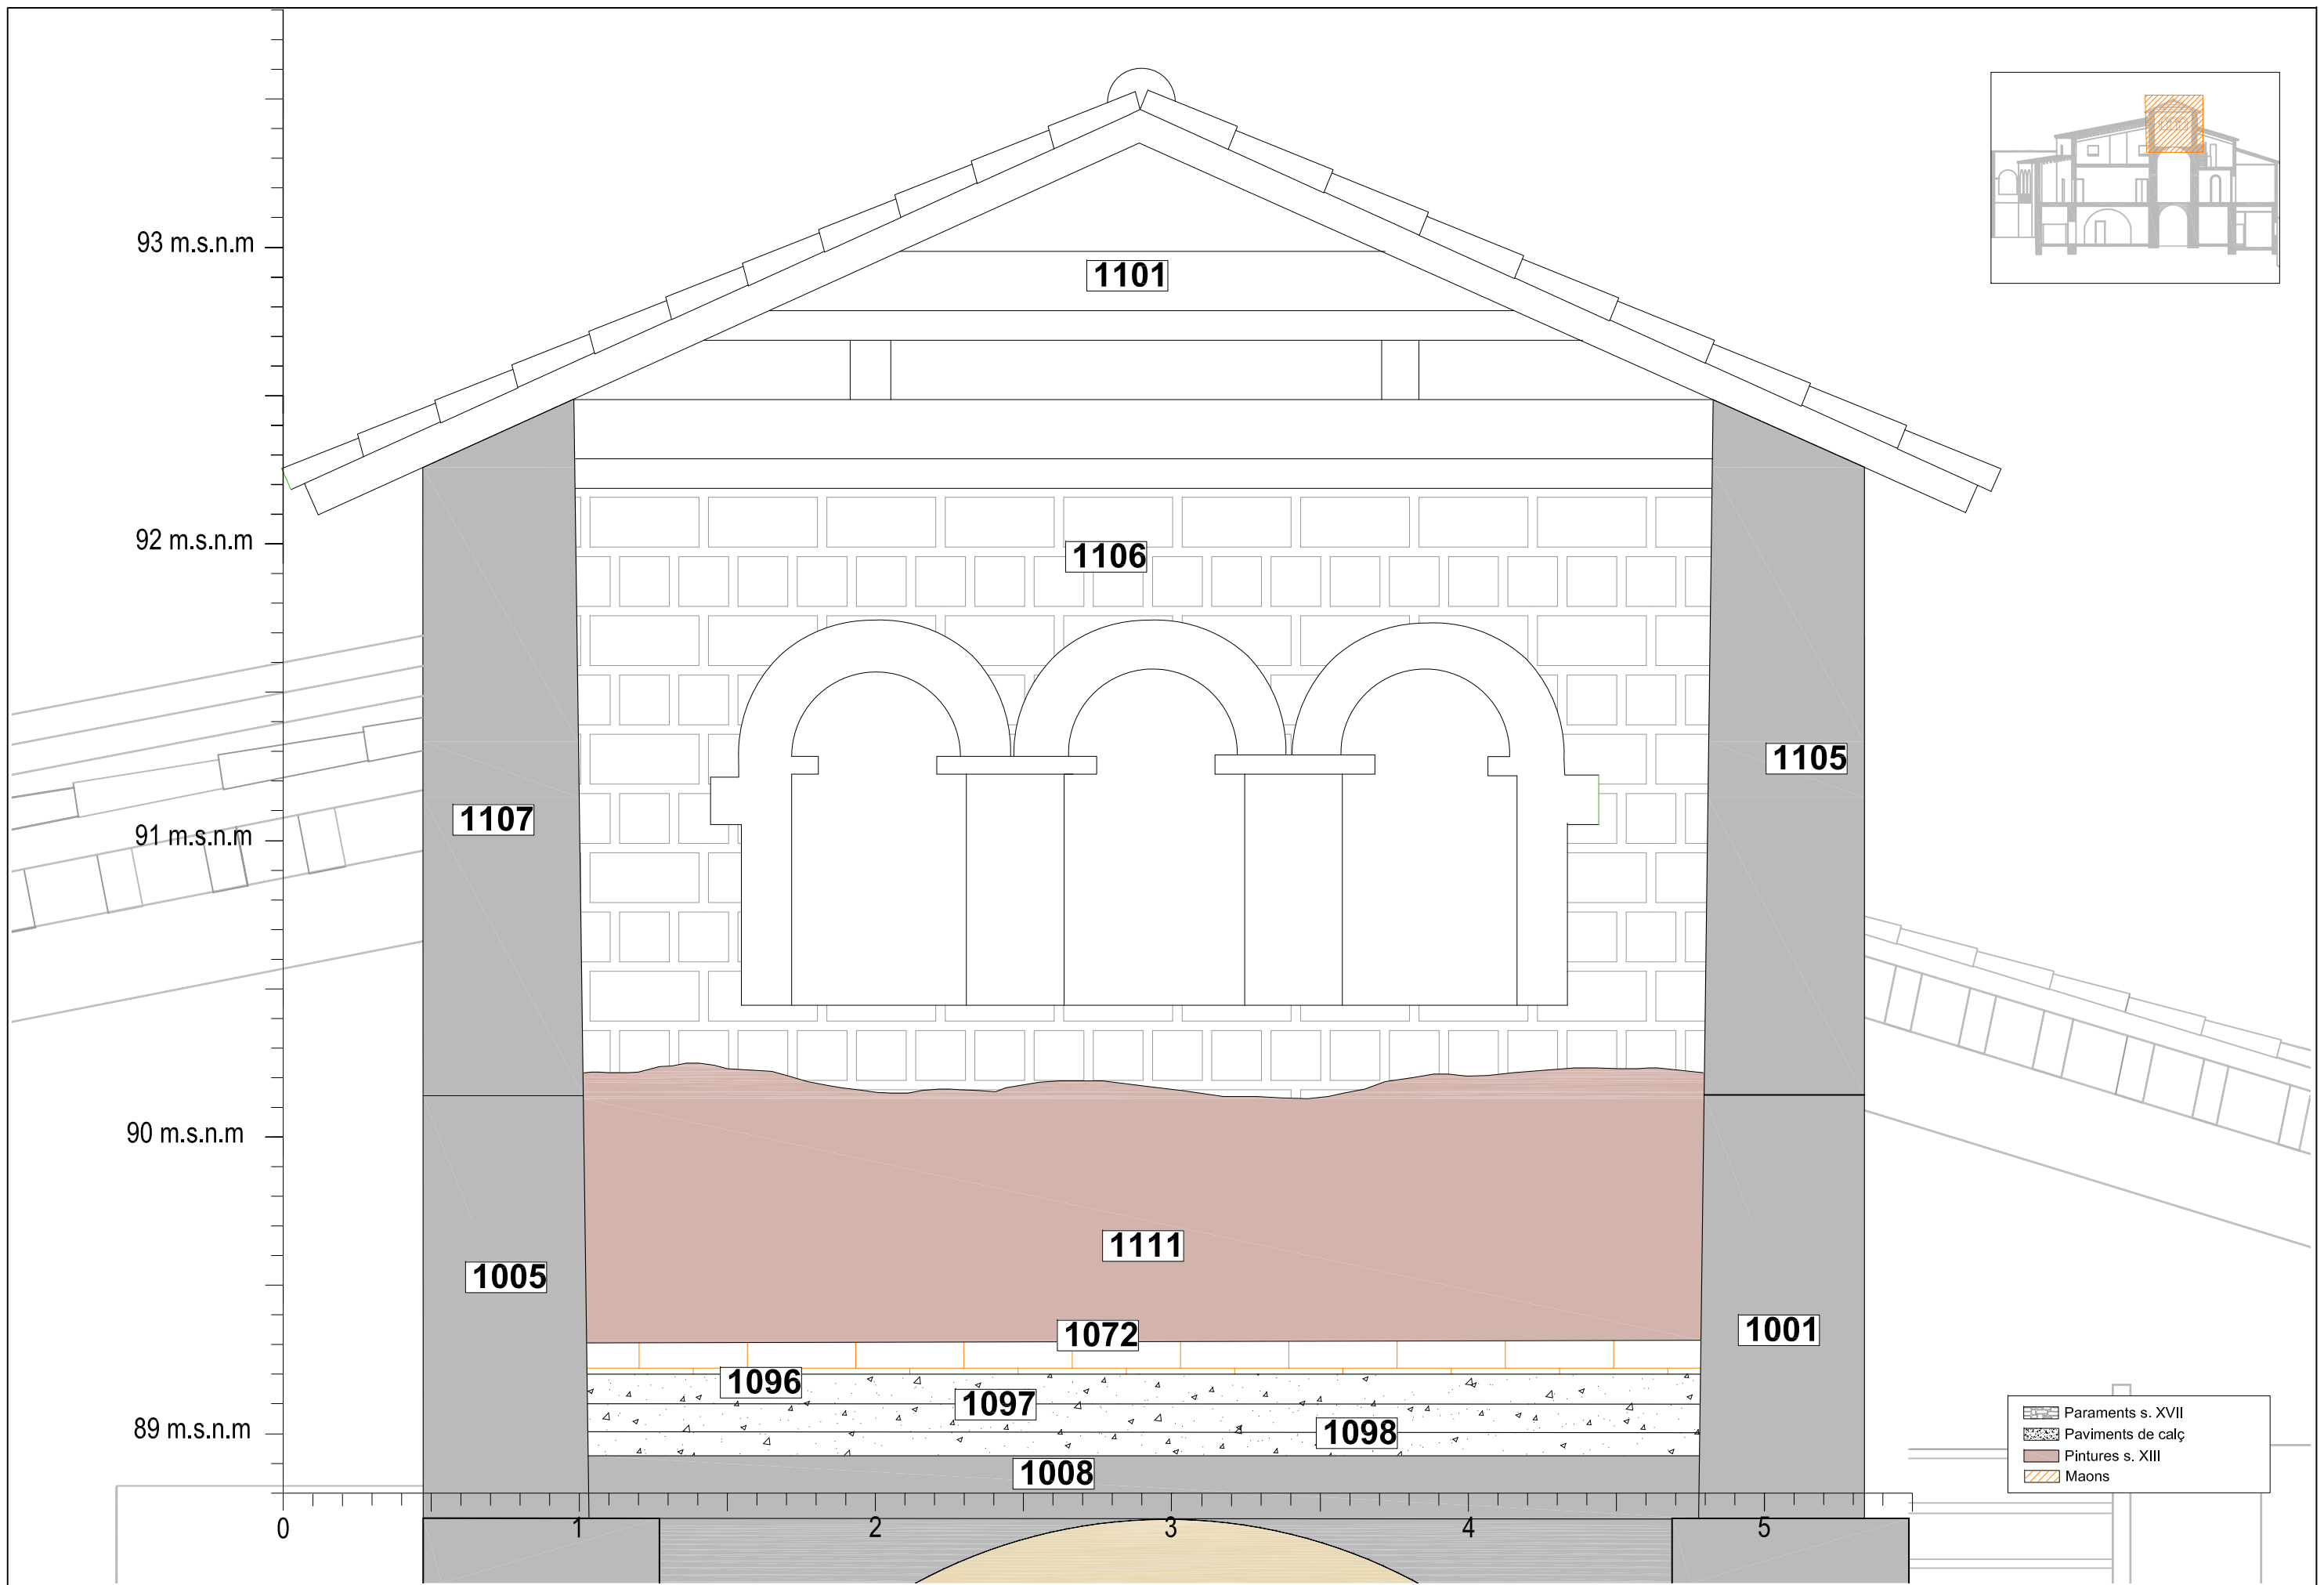 93 m.s.n.m
1101
92 m.s.n.m
1106
1105
1107
91 m.s.n.m
90 m.s.n.m
1111
1005
1072
1001
1096
1097
1098
89 m.s.n.m
1008
Paraments s. XVII
Paviments de calç
Pintures s. XIII
Maons
0 1 2 3 4 5